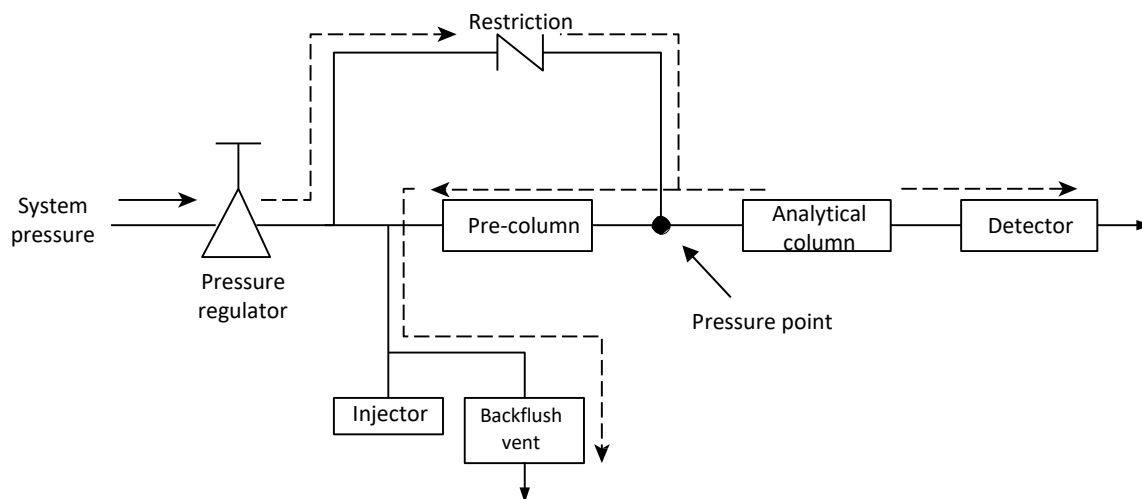 Restriction
System
pressure
Pressure
regulator
Pre-column
Analytical
column
Detector
Pressure point
Injector
Backflush
vent